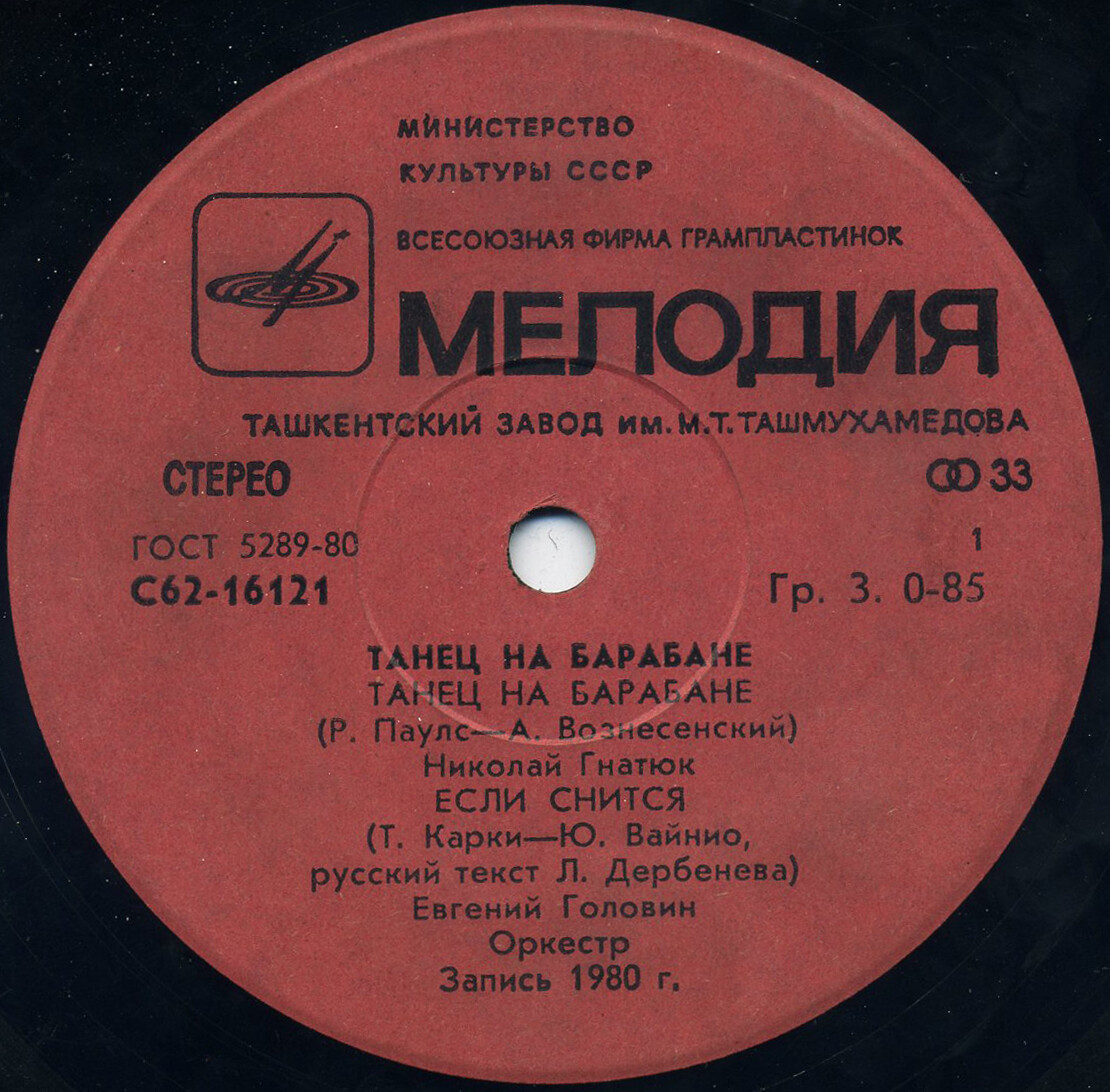 МИНИСТЕРСТВО
КУЛЬТУРЫ СССР
ВСЕСОЮЗНАЯ ФИРМА ГРАМПЛАСТИНОК
МЕЛОДИЯ
ТАШКЕНТСКИЙ ЗАВОД им. М.Т. ТАШМУХАМЕДОВА
СТЕРЕО 33
ГОСТ 5289-80 1
С62-16121 Гр. 3. 0-85
ТАНЕЦ НА БАРАБАНЕ
ТАНЕЦ НА БАРАБАНЕ
(Р. Паулс—А. Вознесенский)
Николай Гнатюк
ЕСЛИ СНИТСЯ
(Т. Карки—Ю. Вайнио,
русский текст Л. Дербенева)
Евгений Головин
Оркестр
Запись 1980 г.